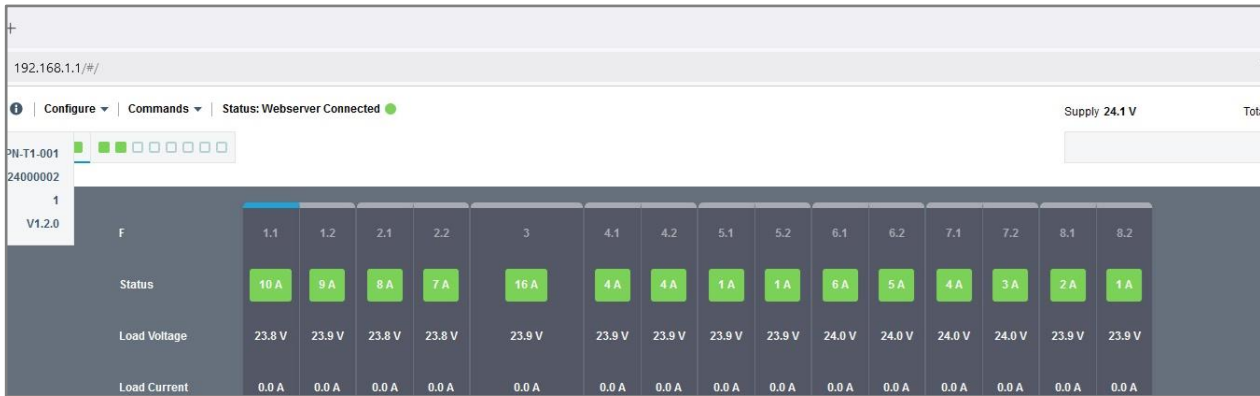 +
192.168.1.1/#/
Configure Commands Status: Webserver Connected Supply 24.1 V
PN-T1-001
24000002
1
V1.2.0
F 1.1 1.2 2.1 2.2 3 4.1 4.2 5.1 5.2 6.1 6.2 7.1 7.2 8.1 8.2
Status 10 A 9 A 8 A 7 A 16 A 4 A 4 A 1 A 1 A 6 A 5 A 4 A 3 A 2 A 1 A
Load Voltage 23.8 V 23.9 V 23.8 V 23.8 V 23.9 V 23.9 V 23.9 V 23.9 V 23.9 V 24.0 V 24.0 V 24.0 V 24.0 V 23.9 V 23.9 V
Load Current 0.0 A 0.0 A 0.0 A 0.0 A 0.0 A 0.0 A 0.0 A 0.0 A 0.0 A 0.0 A 0.0 A 0.0 A 0.0 A 0.0 A 0.0 A